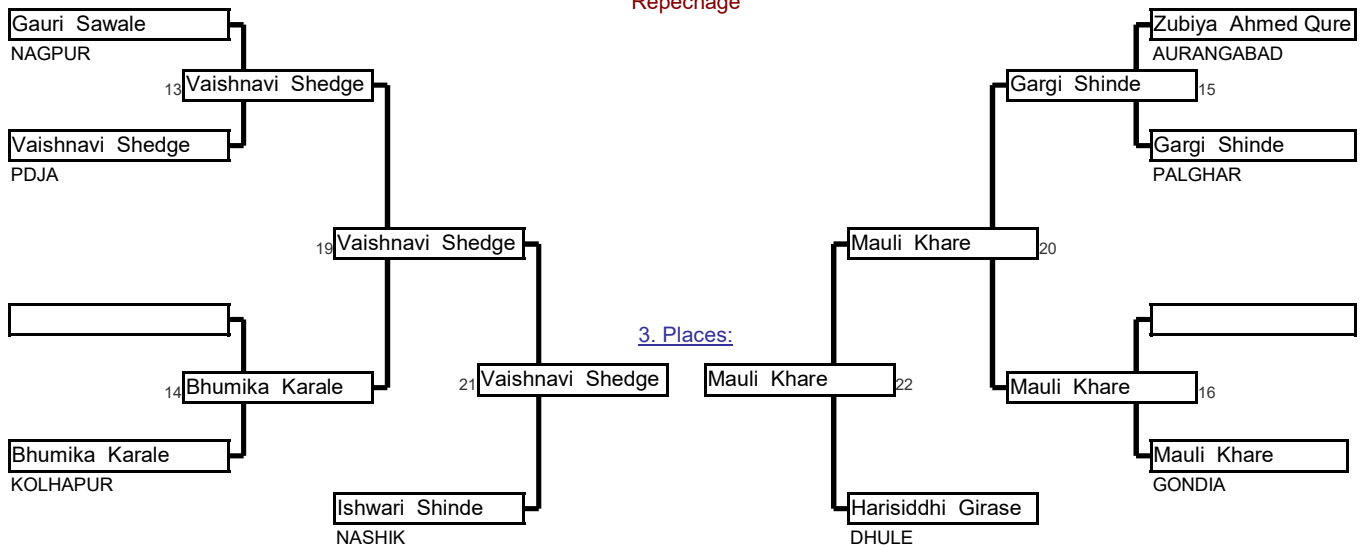 Repechage
Gauri Sawale
NAGPUR
13 Vaishnavi Shedge
Vaishnavi Shedge
PDJA
19 Vaishnavi Shedge
14 Bhumika Karale
Bhumika Karale
KOLHAPUR
21 Vaishnavi Shedge
Ishwari Shinde
NASHIK
3. Places:
Zubiya Ahmed Qure
AURANGABAD
Gargi Shinde 15
Gargi Shinde
PALGHAR
Mauli Khare 20
Mauli Khare 16
Mauli Khare
GONDIA
Mauli Khare 22
Harisiddhi Girase
DHULE